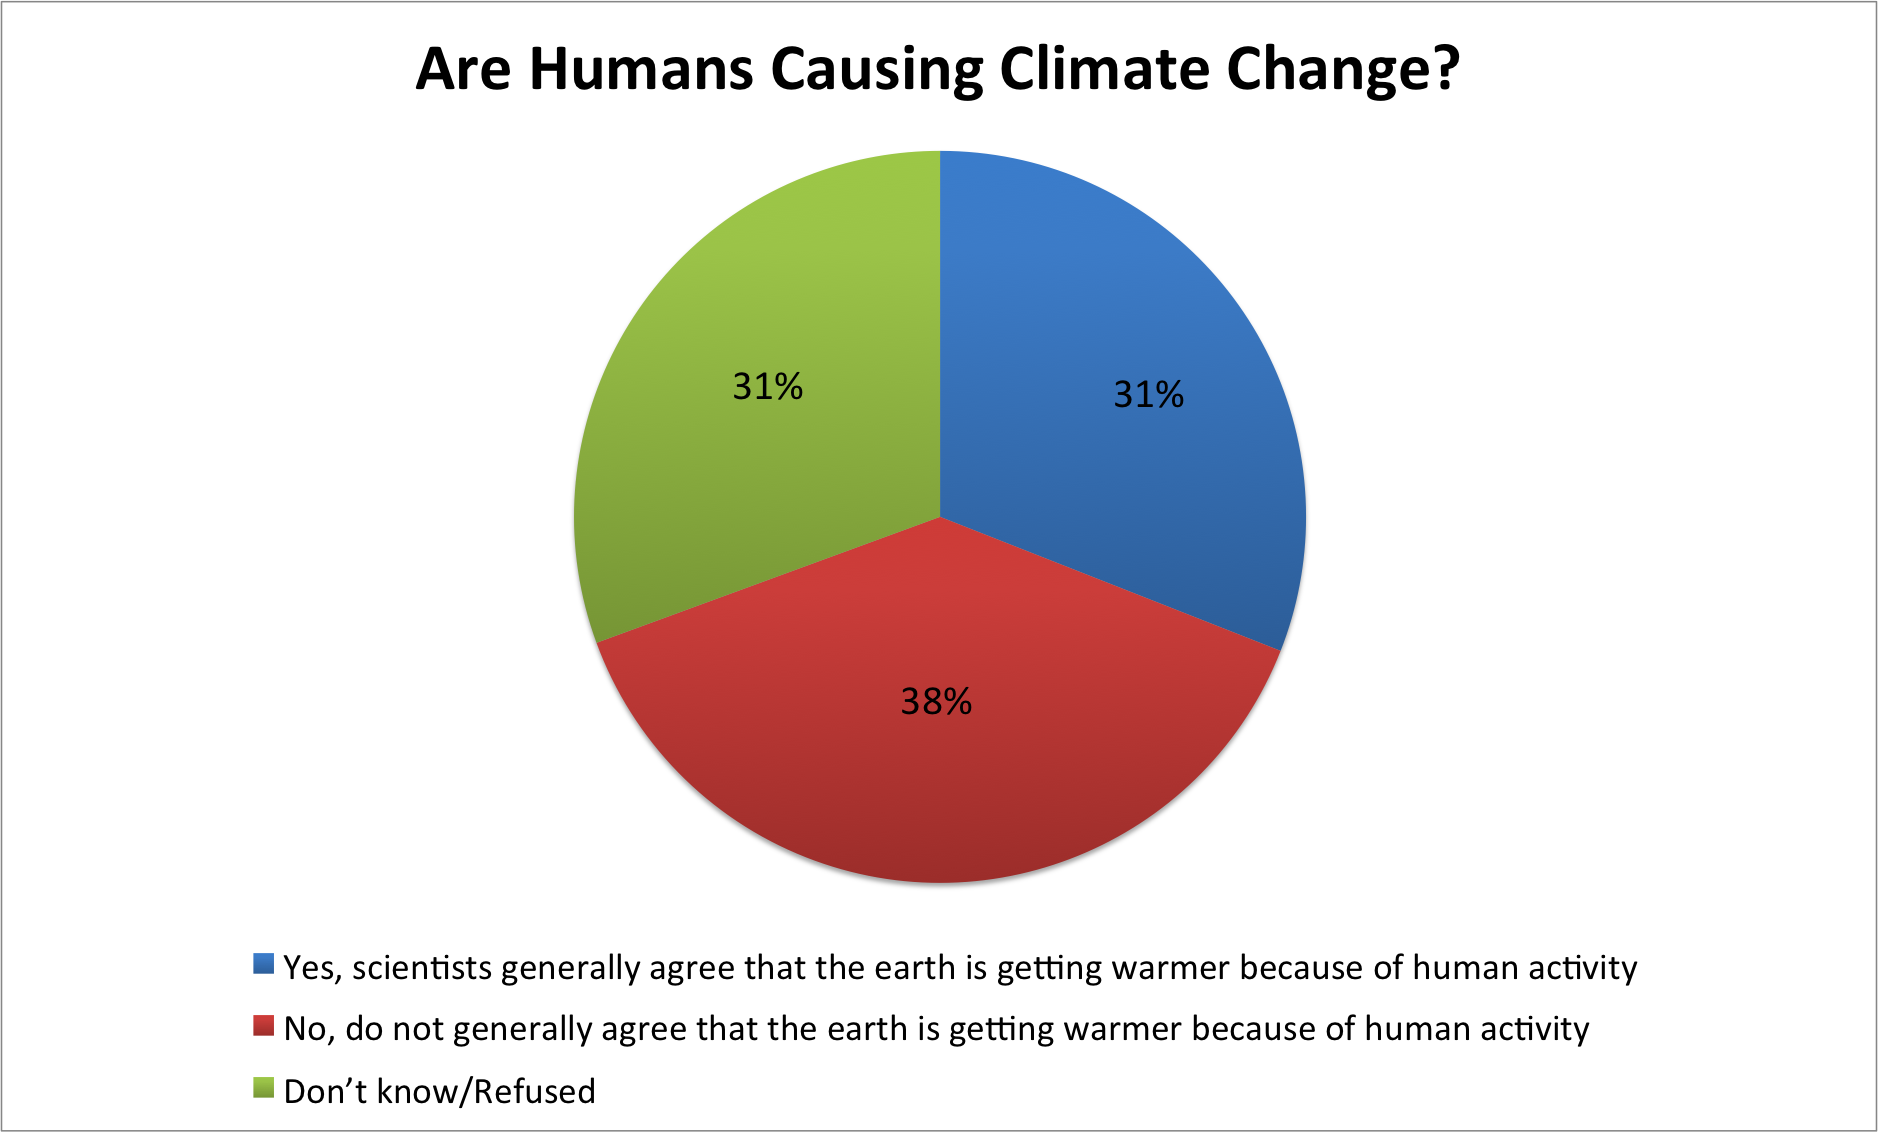 Are Humans Causing Climate Change?
31%
31%
38%
Yes, scientists generally agree that the earth is getting warmer because of human activity
No, do not generally agree that the earth is getting warmer because of human activity
Don’t know/Refused